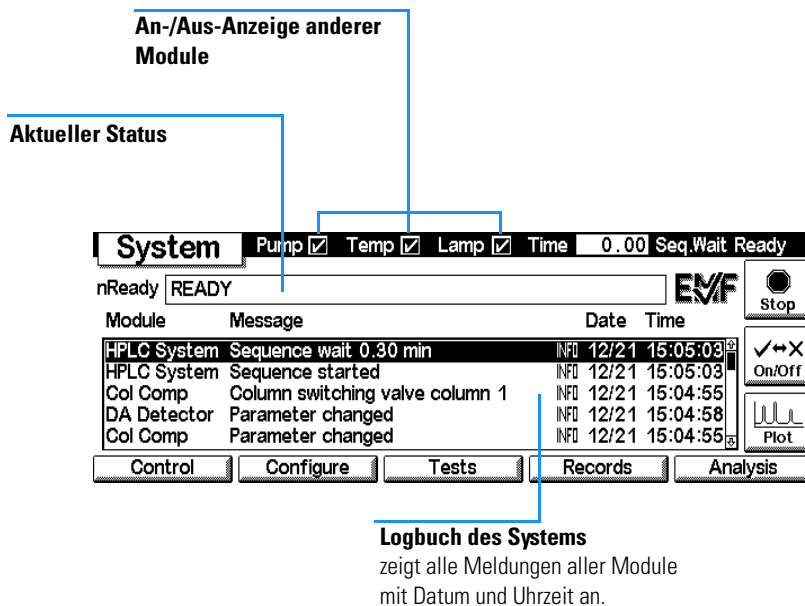 An-/Aus-Anzeige anderer
Module
Aktueller Status
System Pump Temp Lamp Time 0.00 Seq.Wait Ready
nReady READY EMF
Stop
Module Message Date Time
HPLC System Sequence wait 0.30 min INFO 12/21 15:05:03
HPLC System Sequence started INFO 12/21 15:05:03
Col Comp Column switching valve column 1 INFO 12/21 15:04:55
DA Detector Parameter changed INFO 12/21 15:04:58
Col Comp Parameter changed INFO 12/21 15:04:55
On/Off
Plot
Control Configure Tests Records Analysis
Logbuch des Systems
zeigt alle Meldungen aller Module
mit Datum und Uhrzeit an.